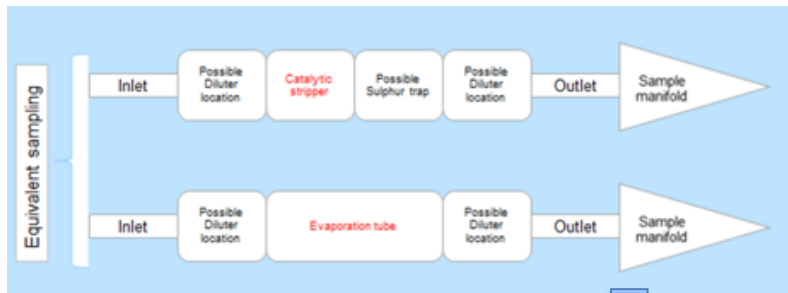 Equivalent sampling
Inlet
Possible
Diluter
location
Catalytic
stripper
Possible
Sulphur trap
Possible
Diluter
location
Outlet
Sample
manifold
Inlet
Possible
Diluter
location
Evaporation tube
Possible
Diluter
location
Outlet
Sample
manifold